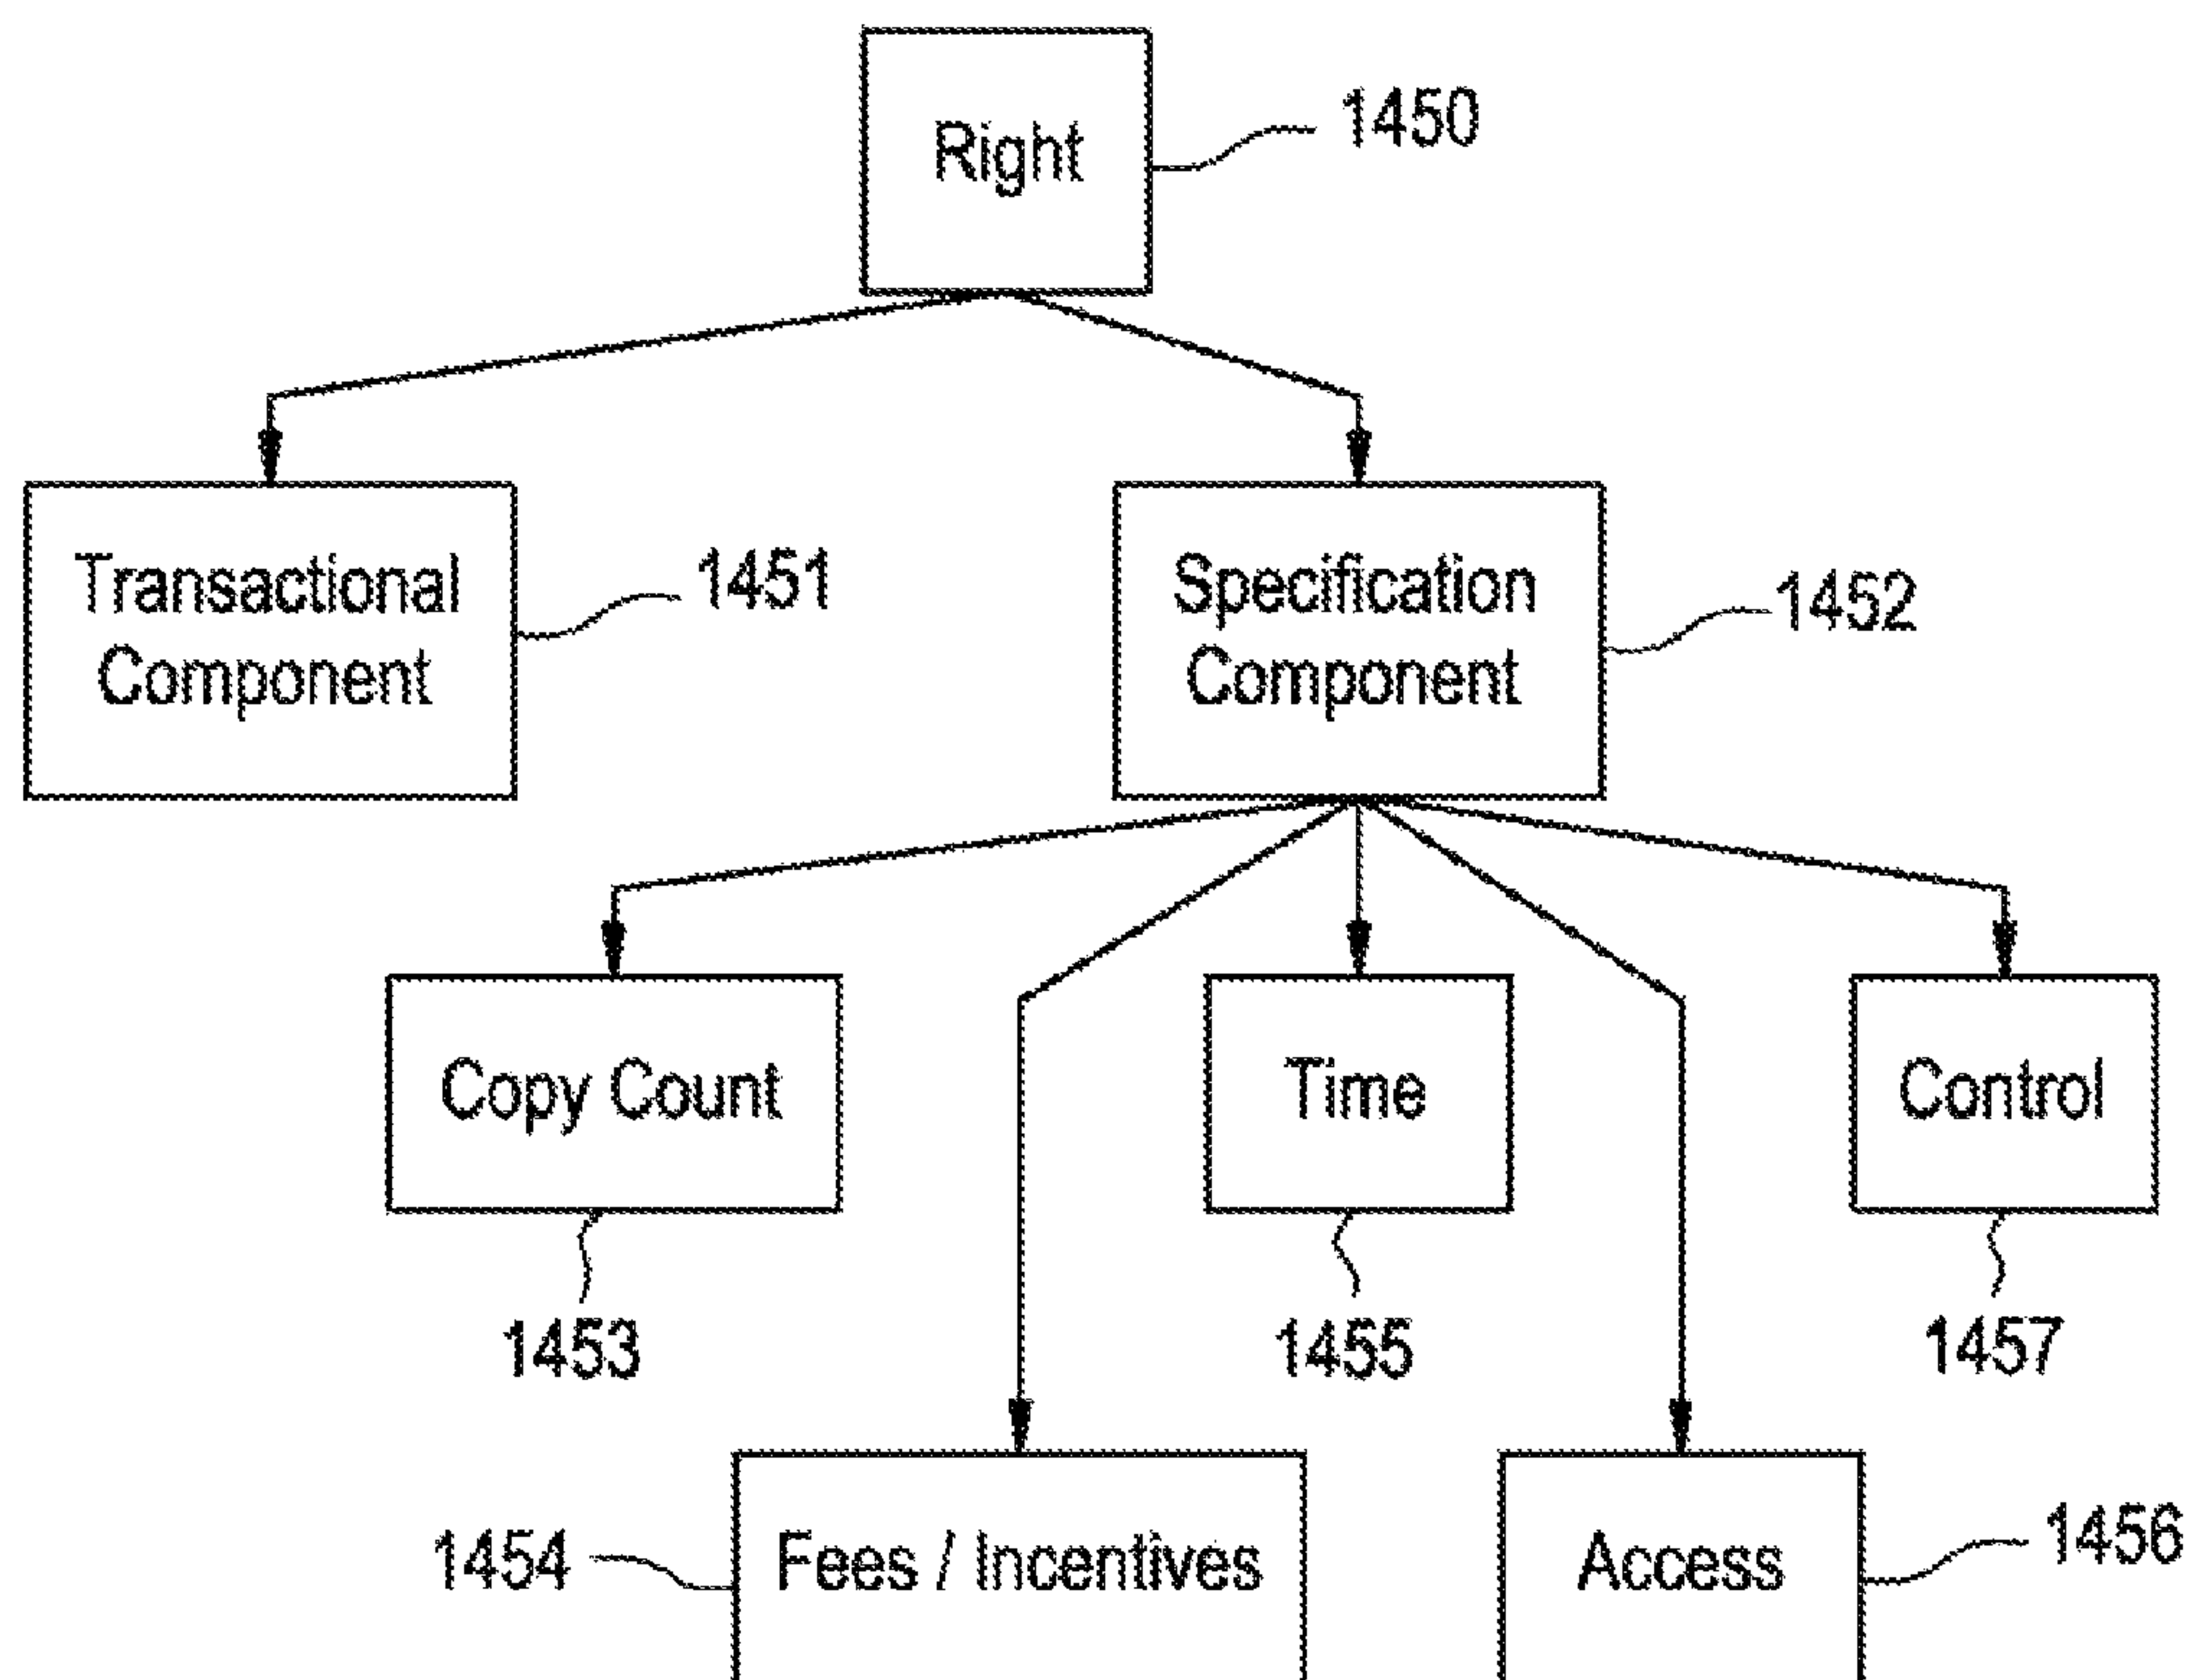 Right
1450
Transactional
Component
1451
Specification
Component
1452
Copy Count
Time
Control
1453
1455
1457
1454
Fees / Incentives
Access
1456